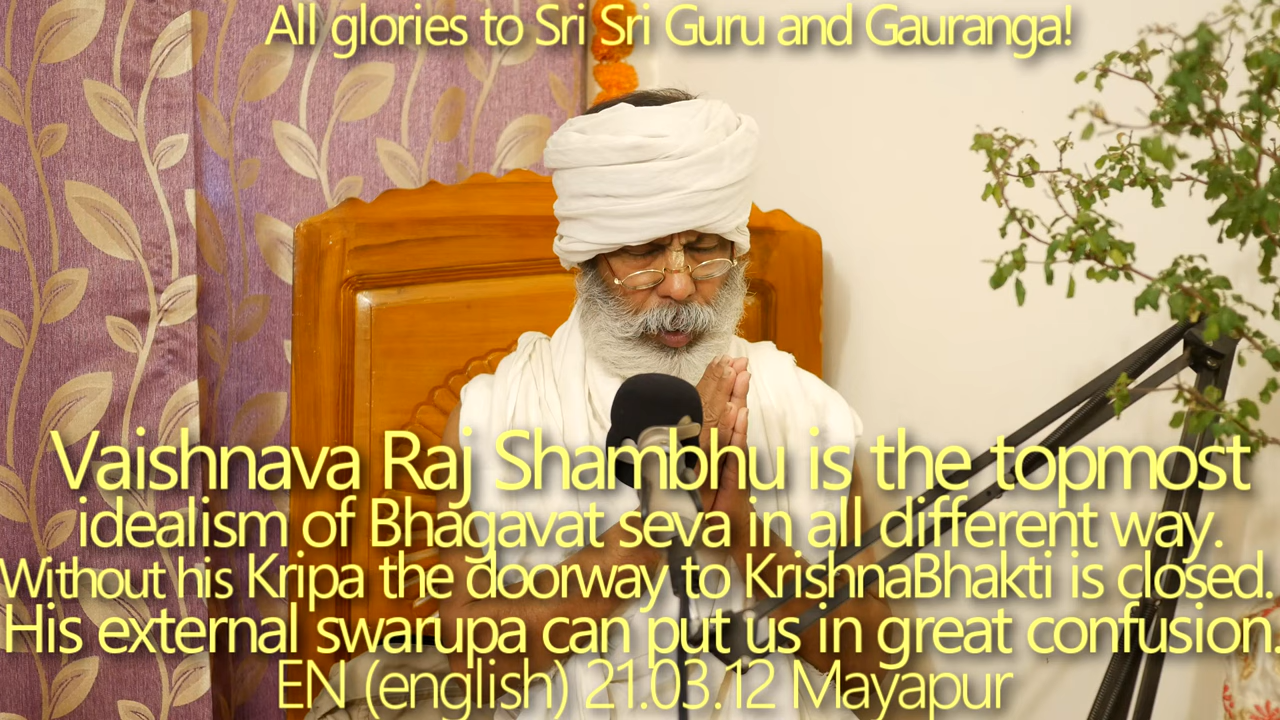 All glories to Sri Sri Guru and Gauranga!
Vaishnava Raj Shambhu is the topmost
idealism of Bhagavat seva in all different way.
Without his Kripa the doorway to KrishnaBhakti is closed.
His external swarupa can put us in great confusion.
EN (english) 21.03.12 Mayapur